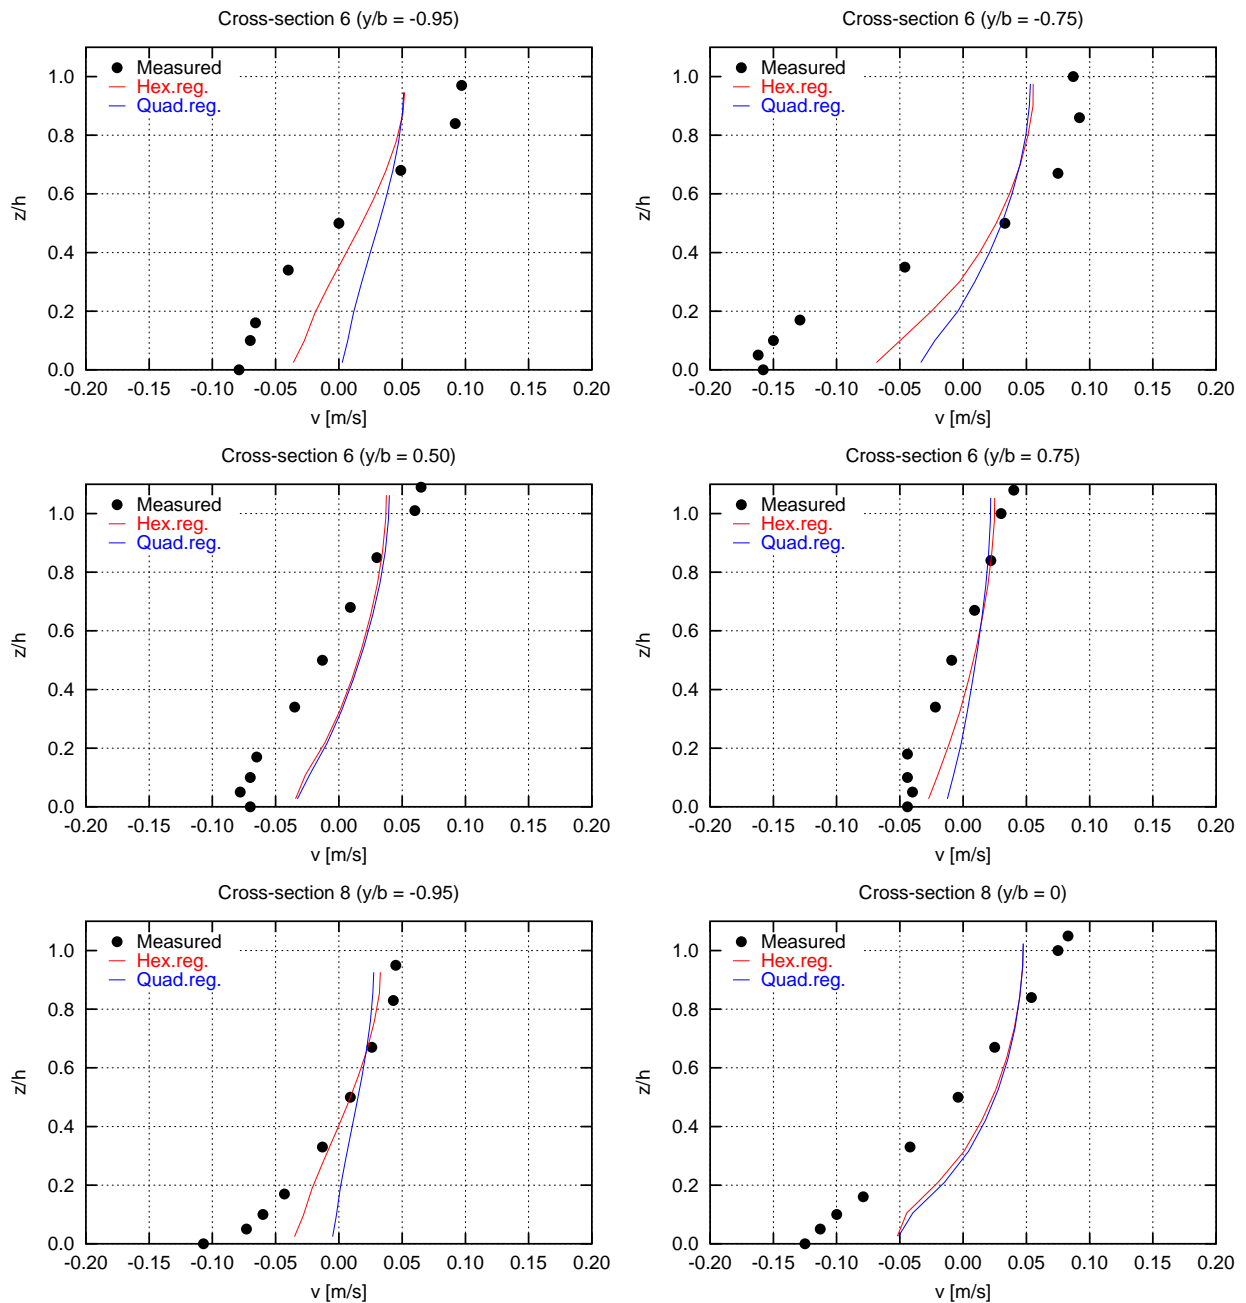 Cross-section 6 (y/b = -0.95)
Measured
Hex.reg.
Quad.reg.
z/h
1.0
0.8
0.6
0.4
0.2
0.0
-0.20 -0.15 -0.10 -0.05 0.00 0.05 0.10 0.15 0.20
v [m/s]
Cross-section 6 (y/b = -0.75)
Measured
Hex.reg.
Quad.reg.
z/h
1.0
0.8
0.6
0.4
0.2
0.0
-0.20 -0.15 -0.10 -0.05 0.00 0.05 0.10 0.15 0.20
v [m/s]
Cross-section 6 (y/b = 0.50)
Measured
Hex.reg.
Quad.reg.
z/h
1.0
0.8
0.6
0.4
0.2
0.0
-0.20 -0.15 -0.10 -0.05 0.00 0.05 0.10 0.15 0.20
v [m/s]
Cross-section 6 (y/b = 0.75)
Measured
Hex.reg.
Quad.reg.
z/h
1.0
0.8
0.6
0.4
0.2
0.0
-0.20 -0.15 -0.10 -0.05 0.00 0.05 0.10 0.15 0.20
v [m/s]
Cross-section 8 (y/b = -0.95)
Measured
Hex.reg.
Quad.reg.
z/h
1.0
0.8
0.6
0.4
0.2
0.0
-0.20 -0.15 -0.10 -0.05 0.00 0.05 0.10 0.15 0.20
v [m/s]
Cross-section 8 (y/b = 0)
Measured
Hex.reg.
Quad.reg.
z/h
1.0
0.8
0.6
0.4
0.2
0.0
-0.20 -0.15 -0.10 -0.05 0.00 0.05 0.10 0.15 0.20
v [m/s]